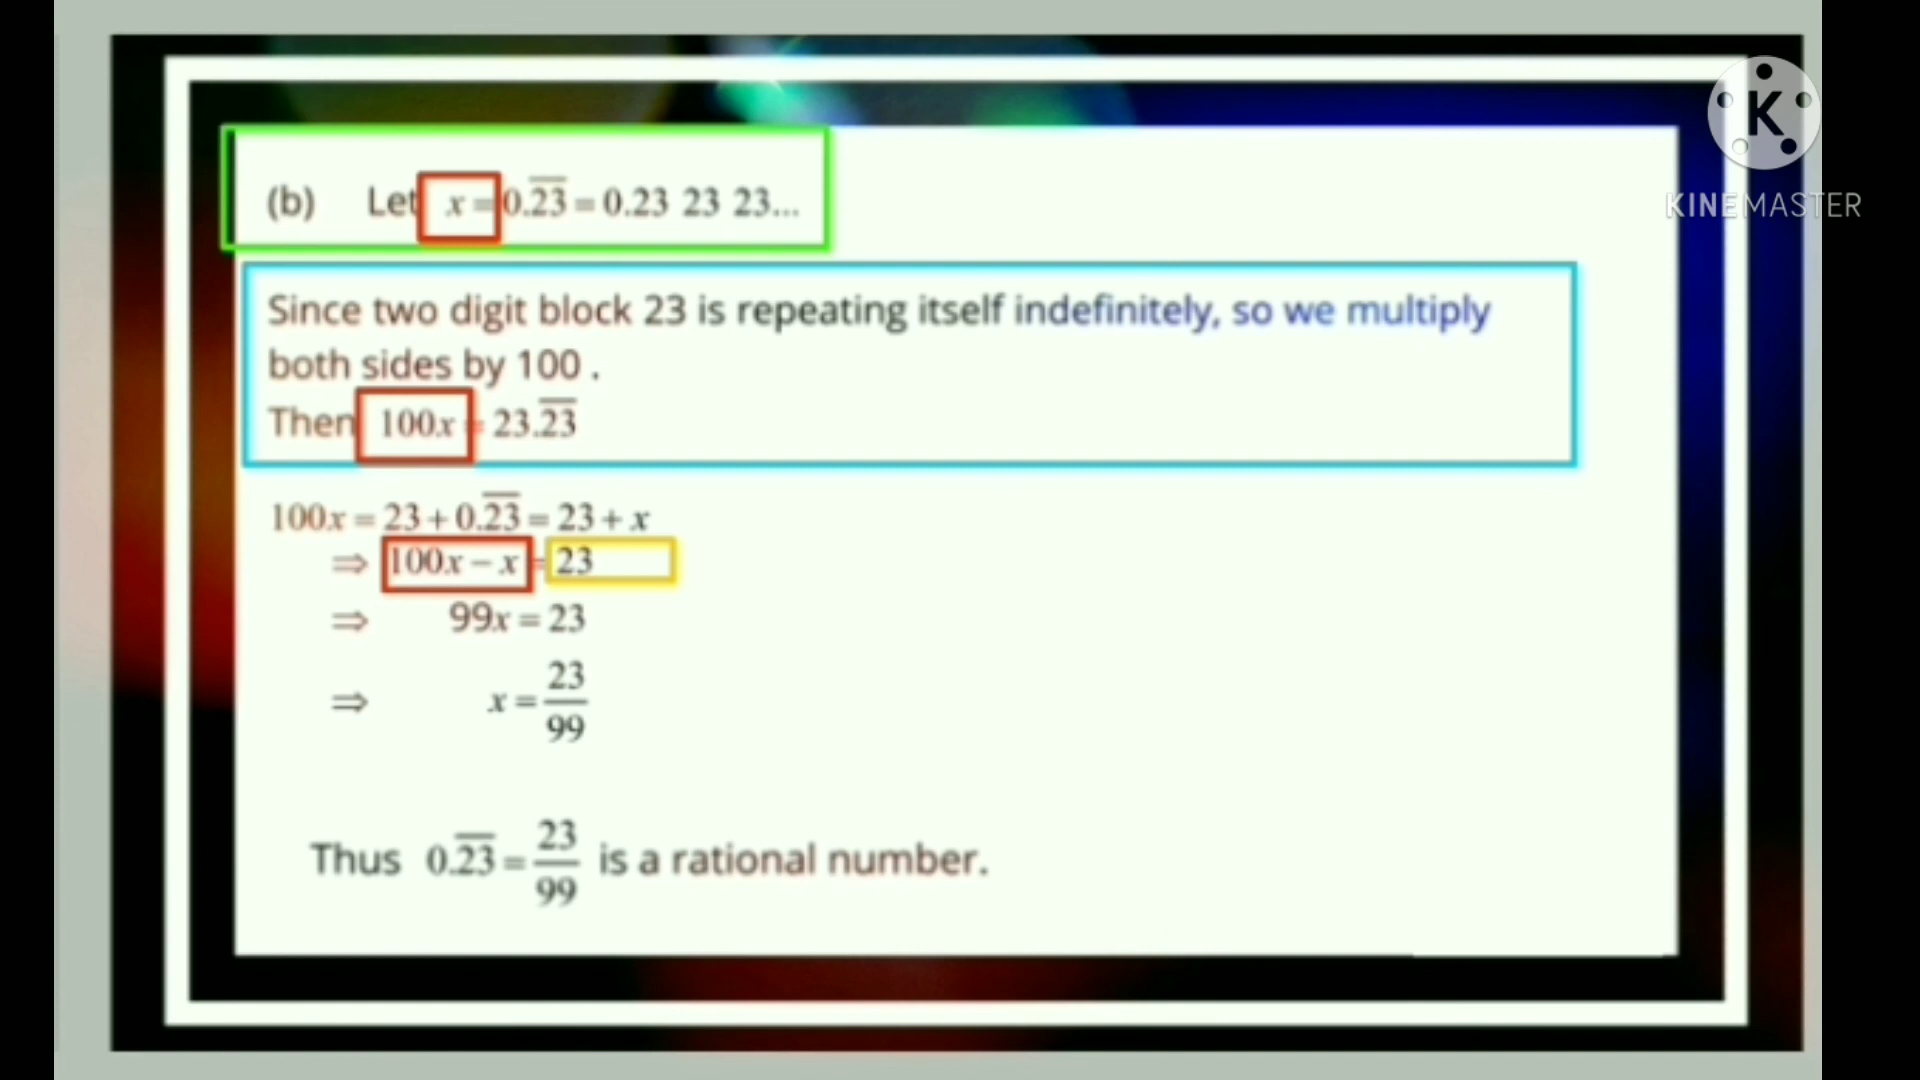 (b) Let x = 0.2̅3̅ = 0.23 23 23...
Since two digit block 23 is repeating itself indefinitely, so we multiply
both sides by 100 .
Then 100x = 23.2̅3̅
100x = 23 + 0.2̅3̅ = 23 + x
⇒ 100x − x = 23
⇒ 99x = 23
⇒ x = 23/99
Thus 0.2̅3̅ = 23/99 is a rational number.
K
KINEMASTER